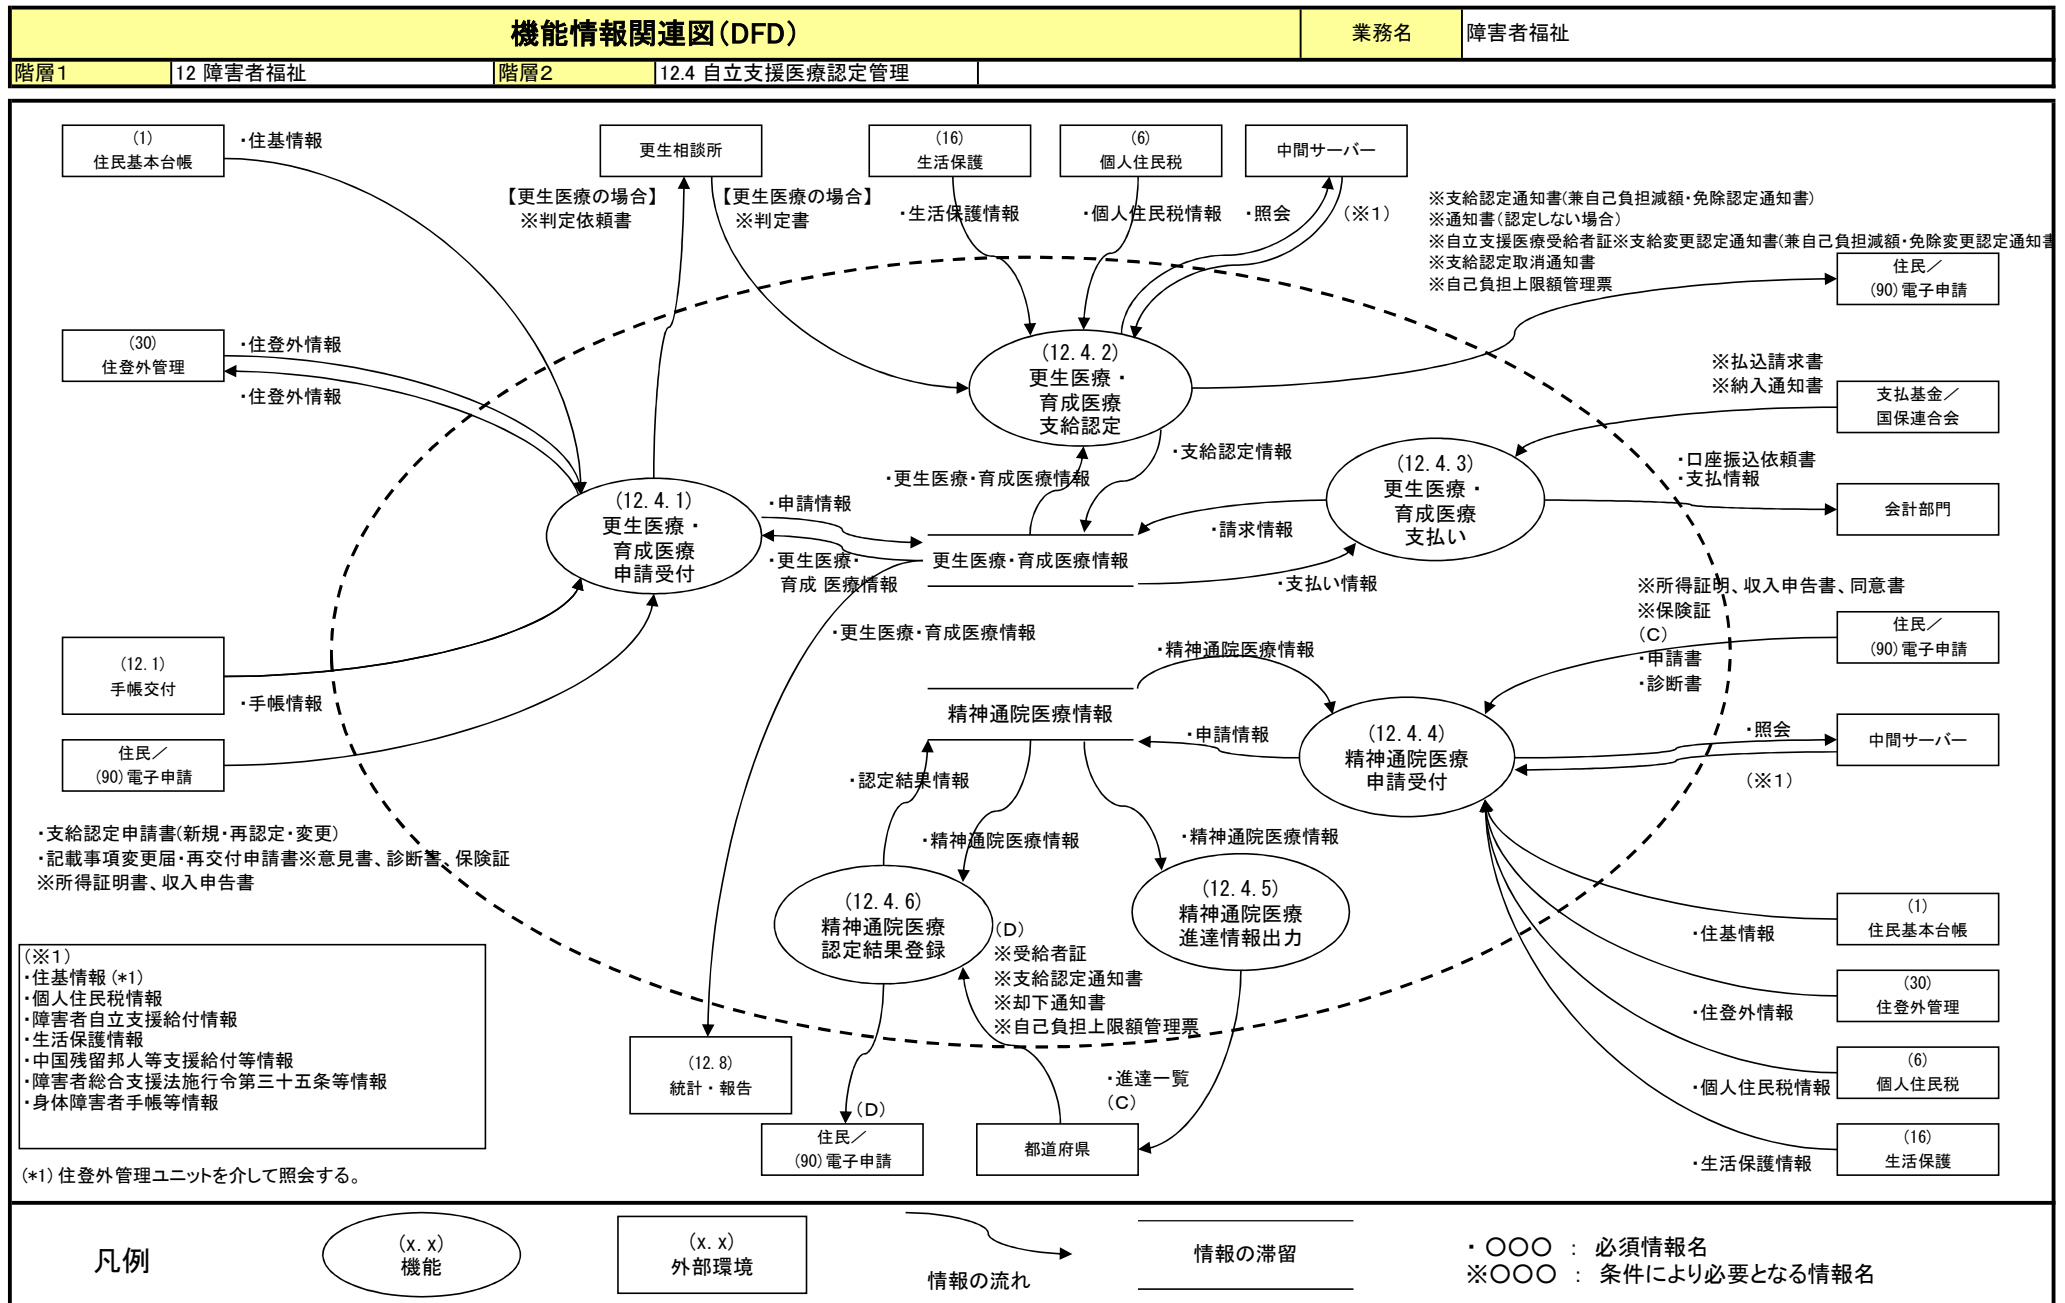 機能情報関連図（DFD）
業務名
障害者福祉
階層1
12 障害者福祉
階層2
12.4 自立支援医療認定管理
(1)
住民基本台帳
・住基情報
更生相談所
(16)
生活保護
(6)
個人住民税
中間サーバー
【更生医療の場合】
※判定依頼書
【更生医療の場合】
※判定書
・生活保護情報
・個人住民税情報
・照会
（※1）
※支給認定通知書(兼自己負担減額・免除認定通知書)
※通知書（認定しない場合）
※自立支援医療受給者証※支給変更認定通知書(兼自己負担減額・免除変更認定通知書
※支給認定取消通知書
※自己負担上限額管理票
住民／
(90)電子申請
(30)
住登外管理
・住登外情報
・住登外情報
(12.4.2)
更生医療・
育成医療
支給認定
※払込請求書
※納入通知書
支払基金／
国保連合会
・支給認定情報
・更生医療・育成医療情報
(12.4.3)
更生医療・
育成医療
支払い
・口座振込依頼書
・支払情報
会計部門
(12.4.1)
更生医療・
育成医療
申請受付
・申請情報
・請求情報
・更生医療・
育成 医療情報
更生医療・育成医療情報
・支払い情報
※所得証明、収入申告書、同意書
※保険証
(C)
・申請書
・診断書
住民／
(90)電子申請
・更生医療・育成医療情報
・精神通院医療情報
(12.1)
手帳交付
・手帳情報
精神通院医療情報
・申請情報
(12.4.4)
精神通院医療
申請受付
・照会
中間サーバー
（※1）
住民／
(90)電子申請
・認定結果情報
・精神通院医療情報
・精神通院医療情報
・支給認定申請書(新規・再認定・変更)
・記載事項変更届・再交付申請書※意見書、診断書、保険証
※所得証明書、収入申告書
(12.4.6)
精神通院医療
認定結果登録
(12.4.5)
精神通院医療
進達情報出力
(D)
※受給者証
※支給認定通知書
※却下通知書
※自己負担上限額管理票
(1)
住民基本台帳
・住基情報
(30)
住登外管理
・住登外情報
(6)
個人住民税
・個人住民税情報
(16)
生活保護
・生活保護情報
(※1)
・住基情報(*1)
・個人住民税情報
・障害者自立支援給付情報
・生活保護情報
・中国残留邦人等支援給付等情報
・障害者総合支援法施行令第三十五条等情報
・身体障害者手帳等情報
(12.8)
統計・報告
・進達一覧
(C)
(D)
住民／
(90)電子申請
都道府県
(*1)住登外管理ユニットを介して照会する。
凡例
(x.x)
機能
(x.x)
外部環境
情報の流れ
情報の滞留
・ ○○○ ： 必須情報名
※○○○ ： 条件により必要となる情報名